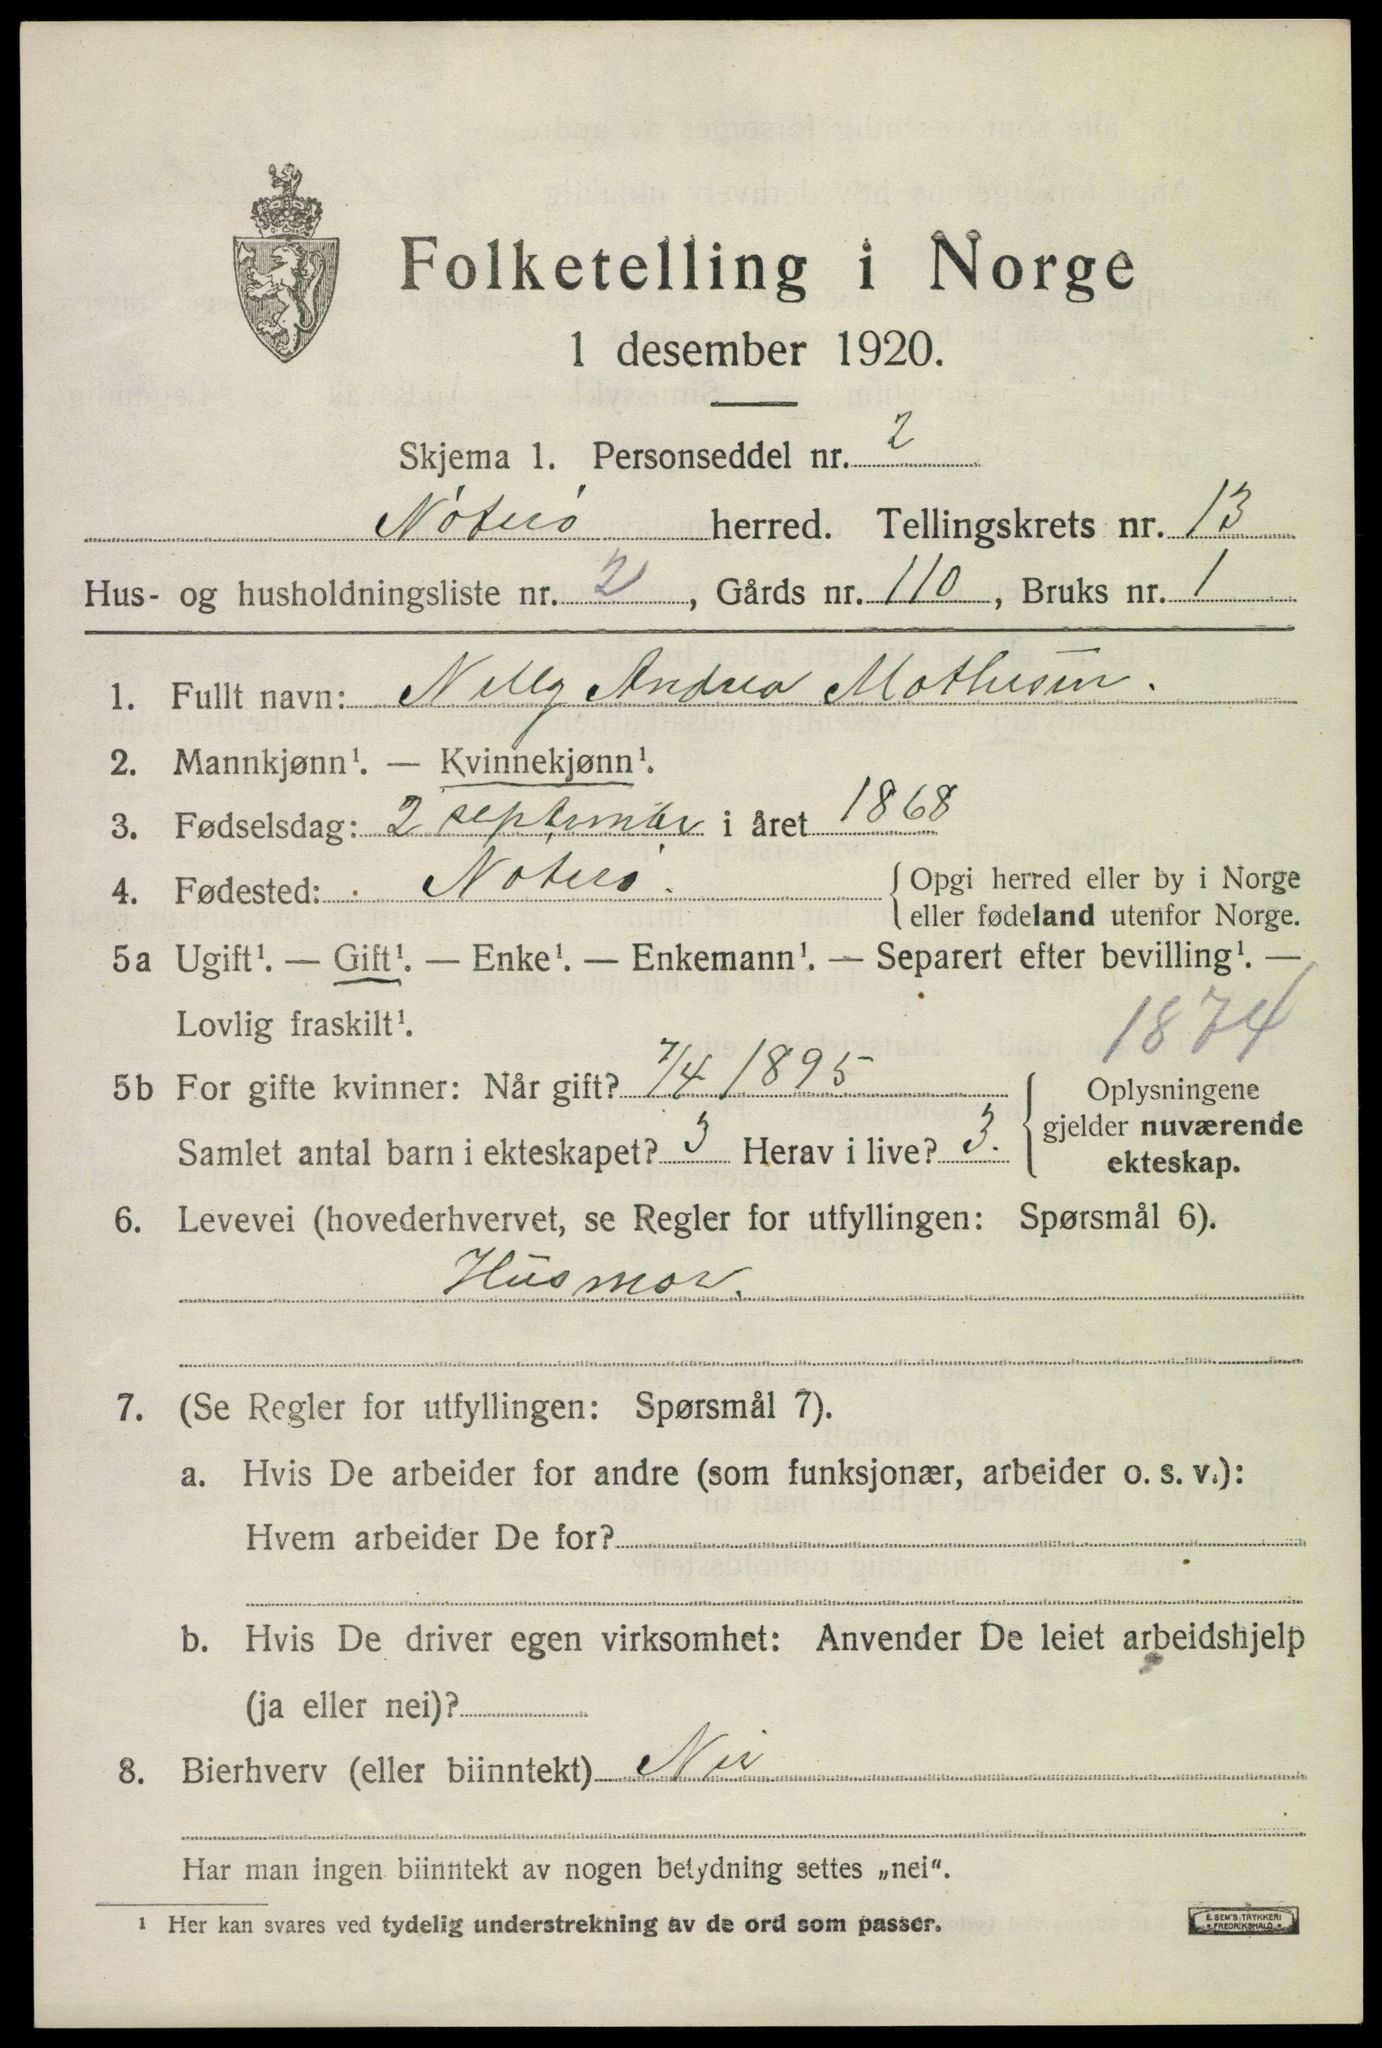 Folketelling i Norge
1 desember 1920.
Skjema 1. Personseddel nr. 2
Nøterø herred. Tellingskrets nr. 13
Hus- og husholdningsliste nr. 2, Gårds nr. 110, Bruks nr. 1
1. Fullt navn: Nelly Andrea Mathisen.
2. Mannkjønn¹. — Kvinnekjønn¹.
3. Fødselsdag: 2 september i året 1868
4. Fødested: Nøterø. Opgi herred eller by i Norge
eller fødeland utenfor Norge.
5a Ugift¹. — Gift¹. — Enke¹. — Enkemann¹. — Separert efter bevilling¹. —
Lovlig fraskilt¹. 1874
5b For gifte kvinner: Når gift? 7/4 1895 Oplysningene
gjelder nuværende
Samlet antal barn i ekteskapet? 3 Herav i live? 3. ekteskap.
6. Levevei (hovederhvervet, se Regler for utfyllingen: Spørsmål 6).
Husmor.
7. (Se Regler for utfyllingen: Spørsmål 7).
a. Hvis De arbeider for andre (som funksjonær, arbeider o. s. v.):
Hvem arbeider De for?
b. Hvis De driver egen virksomhet: Anvender De leiet arbeidshjelp
(ja eller nei)?
8. Bierhverv (eller biinntekt) Nei
Har man ingen biinntekt av nogen betydning settes „nei“.
¹ Her kan svares ved tydelig understrekning av de ord som passer.
E. SEM'S TRYKKERI
FREDRIKSHALD